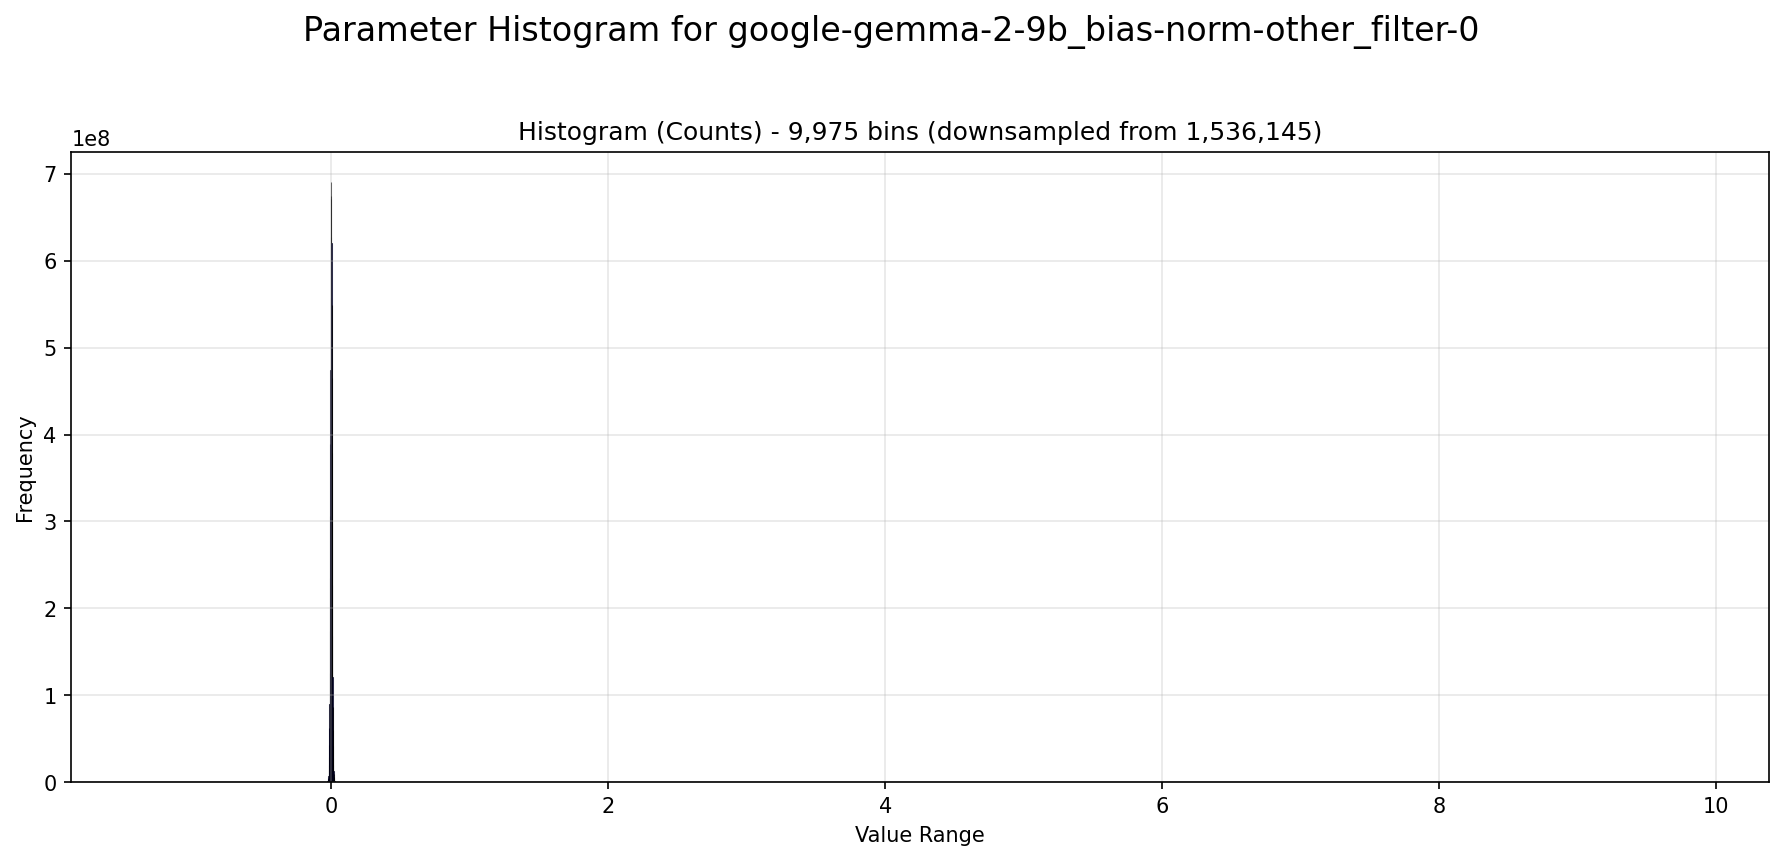 Parameter Histogram for google-gemma-2-9b_bias-norm-other_filter-0
Histogram (Counts) - 9,975 bins (downsampled from 1,536,145)
1e8
7
6
5
4
3
2
1
0
Frequency
0 2 4 6 8 10
Value Range